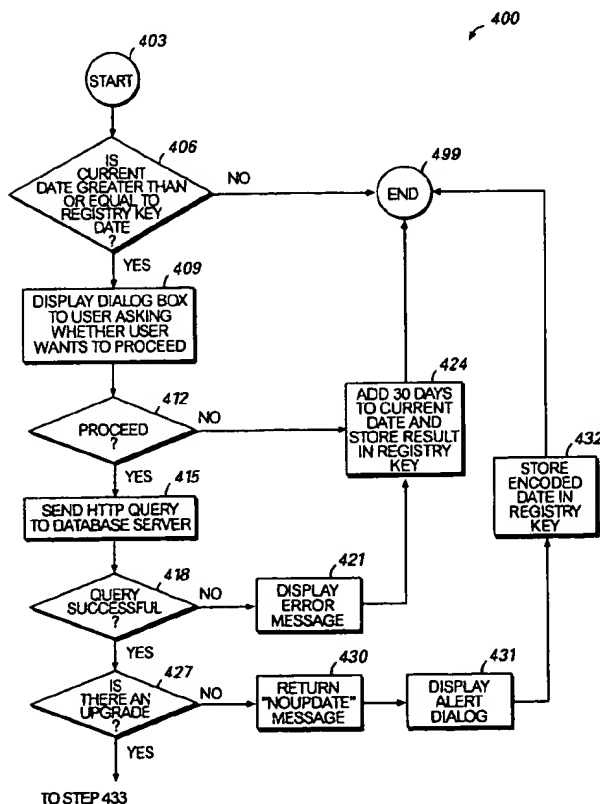 400
403
START
406
IS
CURRENT
DATE GREATER THAN
OR EQUAL TO
REGISTRY KEY
DATE
?
NO
499
END
YES
409
DISPLAY DIALOG BOX
TO USER ASKING
WHETHER USER
WANTS TO PROCEED
412
PROCEED
?
NO
424
ADD 30 DAYS
TO CURRENT
DATE AND
STORE RESULT
IN REGISTRY
KEY
432
STORE
ENCODED
DATE IN
REGISTRY
KEY
YES
415
SEND HTTP QUERY
TO DATABASE SERVER
418
QUERY
SUCCESSFUL
?
NO
421
DISPLAY
ERROR
MESSAGE
YES
427
IS
THERE AN
UPGRADE
?
NO
430
RETURN
"NOUPDATE"
MESSAGE
431
DISPLAY
ALERT
DIALOG
YES
TO STEP 433